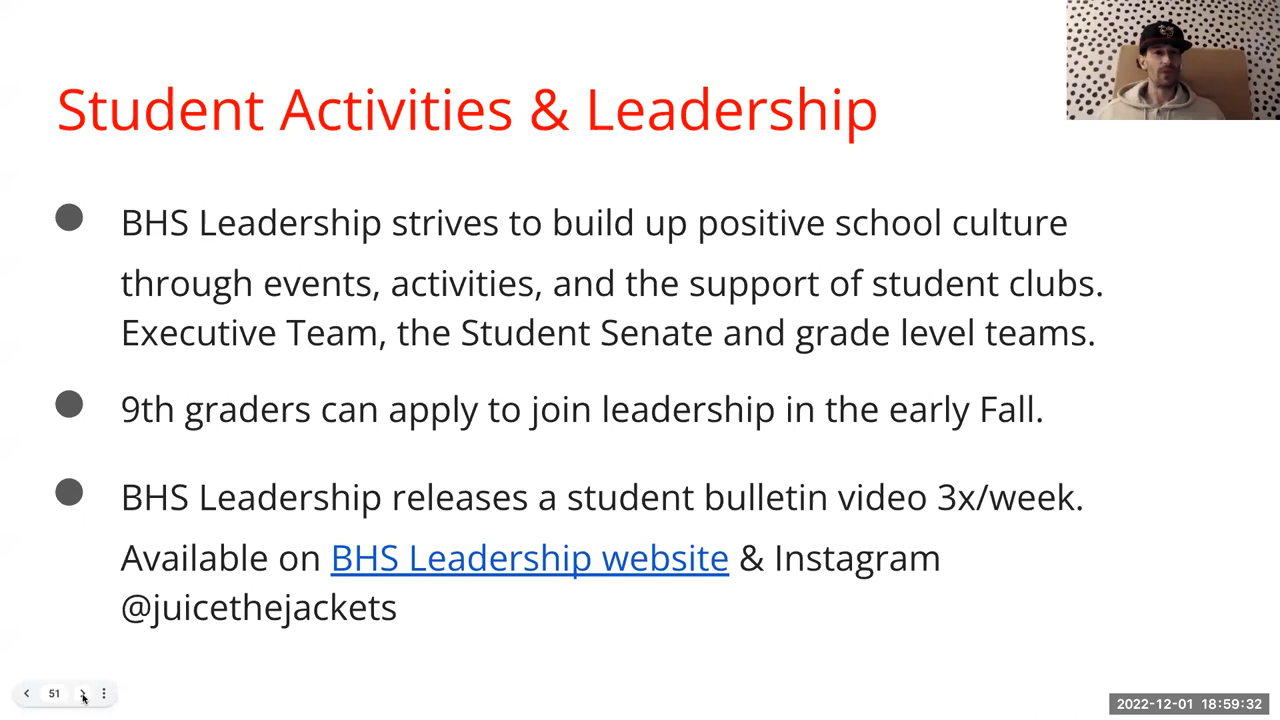 Student Activities & Leadership
BHS Leadership strives to build up positive school culture
through events, activities, and the support of student clubs.
Executive Team, the Student Senate and grade level teams.
9th graders can apply to join leadership in the early Fall.
BHS Leadership releases a student bulletin video 3x/week.
Available on BHS Leadership website & Instagram
@juicethejackets
51
2022-12-01 18:59:32